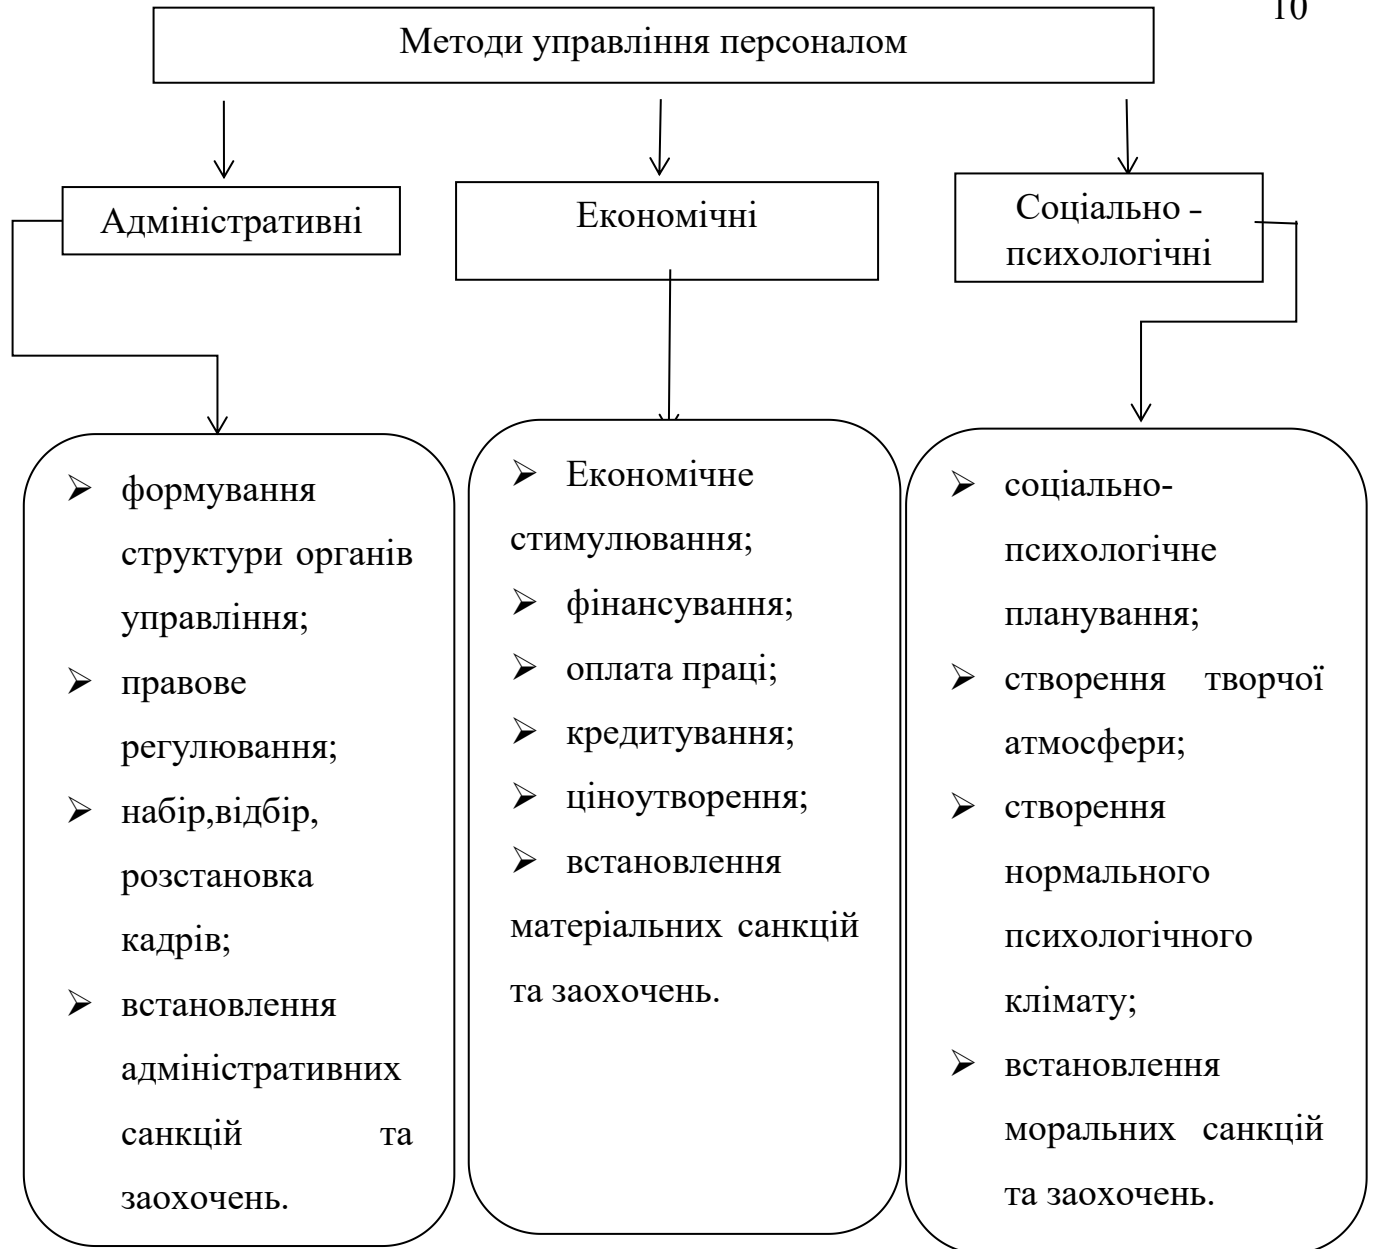 10
Методи управління персоналом
Адміністративні
Економічні
Соціально -
психологічні
➢ формування
структури органів
управління;
➢ правове
регулювання;
➢ набір,відбір,
розстановка
кадрів;
➢ встановлення
адміністративних
санкцій та
заохочень.
➢ Економічне
стимулювання;
➢ фінансування;
➢ оплата праці;
➢ кредитування;
➢ ціноутворення;
➢ встановлення
матеріальних санкцій
та заохочень.
➢ соціально-
психологічне
планування;
➢ створення творчої
атмосфери;
➢ створення
нормального
психологічного
клімату;
➢ встановлення
моральних санкцій
та заохочень.